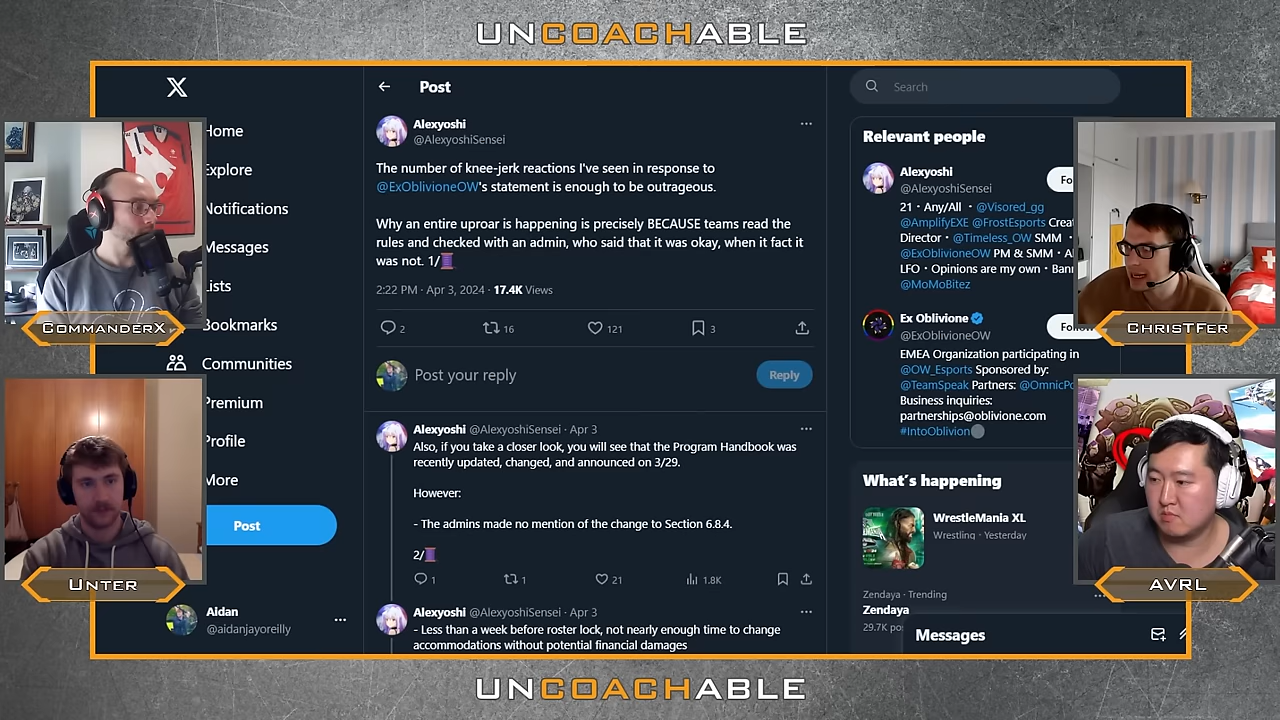 UNCOACHABLE
Post
Search
Home
Explore
Notifications
Messages
Lists
Bookmarks
Communities
Premium
Profile
More
Post
Aidan
@aidanjayoreilly
Alexyoshi
@AlexyoshiSensei
The number of knee-jerk reactions I've seen in response to
@ExOblivioneOW's statement is enough to be outrageous.
Why an entire uproar is happening is precisely BECAUSE teams read the
rules and checked with an admin, who said that it was okay, when it fact it
was not. 1/🧵
2:22 PM · Apr 3, 2024 · 17.4K Views
2 16 121 3
Post your reply
Reply
Alexyoshi @AlexyoshiSensei · Apr 3
Also, if you take a closer look, you will see that the Program Handbook was
recently updated, changed, and announced on 3/29.
However:
- The admins made no mention of the change to Section 6.8.4.
2/🧵
1 1 21 1.8K
Alexyoshi @AlexyoshiSensei · Apr 3
- Less than a week before roster lock, not nearly enough time to change
accommodations without potential financial damages
Relevant people
Alexyoshi
@AlexyoshiSensei
Fo
21 · Any/All · @Visored_gg
@AmplifyEXE @FrostEsports Creat
Director · @Timeless_OW SMM ·
@ExOblivioneOW PM & SMM · A
LFO · Opinions are my own · Bann
@MoMoBitez
Ex Oblivione
@ExOblivioneOW
Follow
EMEA Organization participating in
@OW_Esports Sponsored by:
@TeamSpeak Partners: @OmnicPo
Business inquiries:
partnerships@oblivione.com
#IntoOblivion
What's happening
WrestleMania XL
Wrestling · Yesterday
Zendaya · Trending
Zendaya
29.7K po
Messages
COMMANDERX
CHRISTFER
UNTER
AVRL
UNCOACHABLE